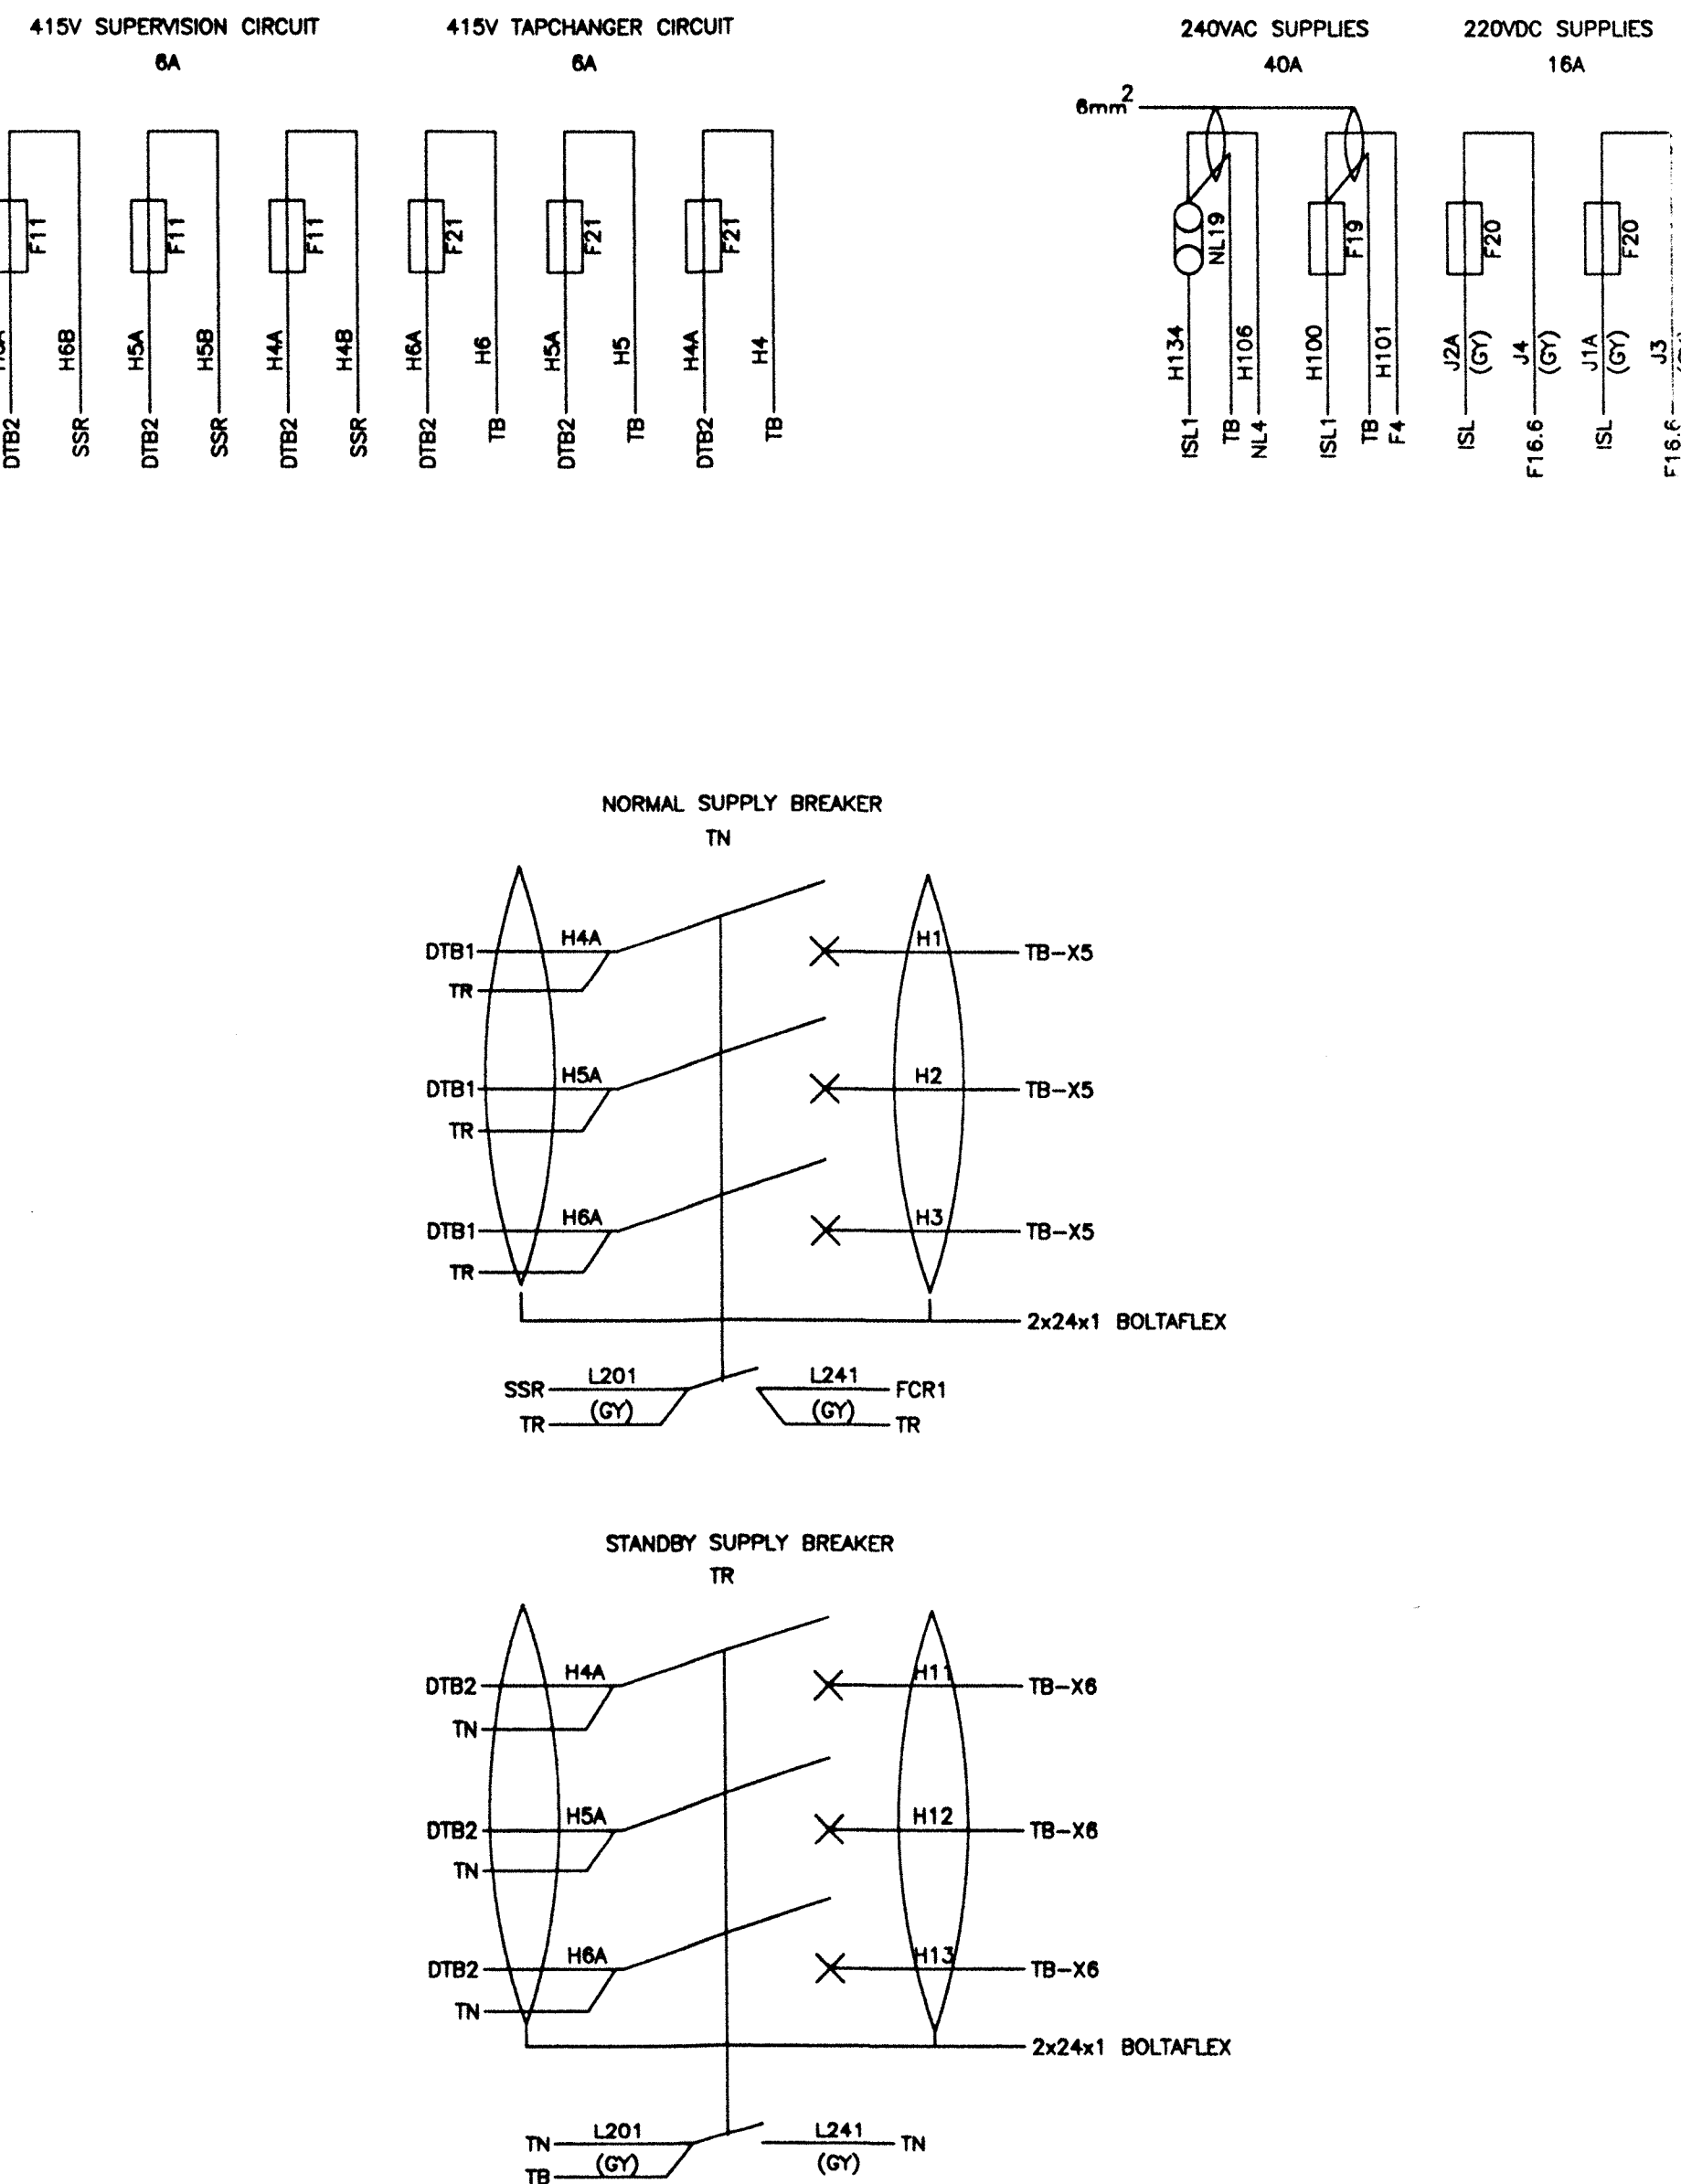 415V SUPERVISION CIRCUIT
6A
415V TAPCHANGER CIRCUIT
6A
240VAC SUPPLIES
40A
220VDC SUPPLIES
16A
6mm²
F11
F11
F11
F21
F21
F21
NL19
F19
F20
F20
H6B
H5A
H5B
H4A
H4B
H6A
H6
H5A
H5
H4A
H4
H134
H106
H100
H101
J2A
(GY)
J4
(GY)
J1A
(GY)
J3
DTB2
SSR
DTB2
SSR
DTB2
SSR
DTB2
TB
DTB2
TB
DTB2
TB
ISL1
TB
NL4
ISL1
TB
F4
ISL
F16.6
ISL
F16.6
NORMAL SUPPLY BREAKER
TN
DTB1 H4A H1 TB-X5
TR
DTB1 H5A H2 TB-X5
TR
DTB1 H6A H3 TB-X5
TR
2x24x1 BOLTAFLEX
SSR L201 L241 FCR1
TR (GY) (GY) TR
STANDBY SUPPLY BREAKER
TR
DTB2 H4A H11 TB-X6
TN
DTB2 H5A H12 TB-X6
TN
DTB2 H6A H13 TB-X6
TN
2x24x1 BOLTAFLEX
TN L201 L241 TN
TB (GY) (GY)